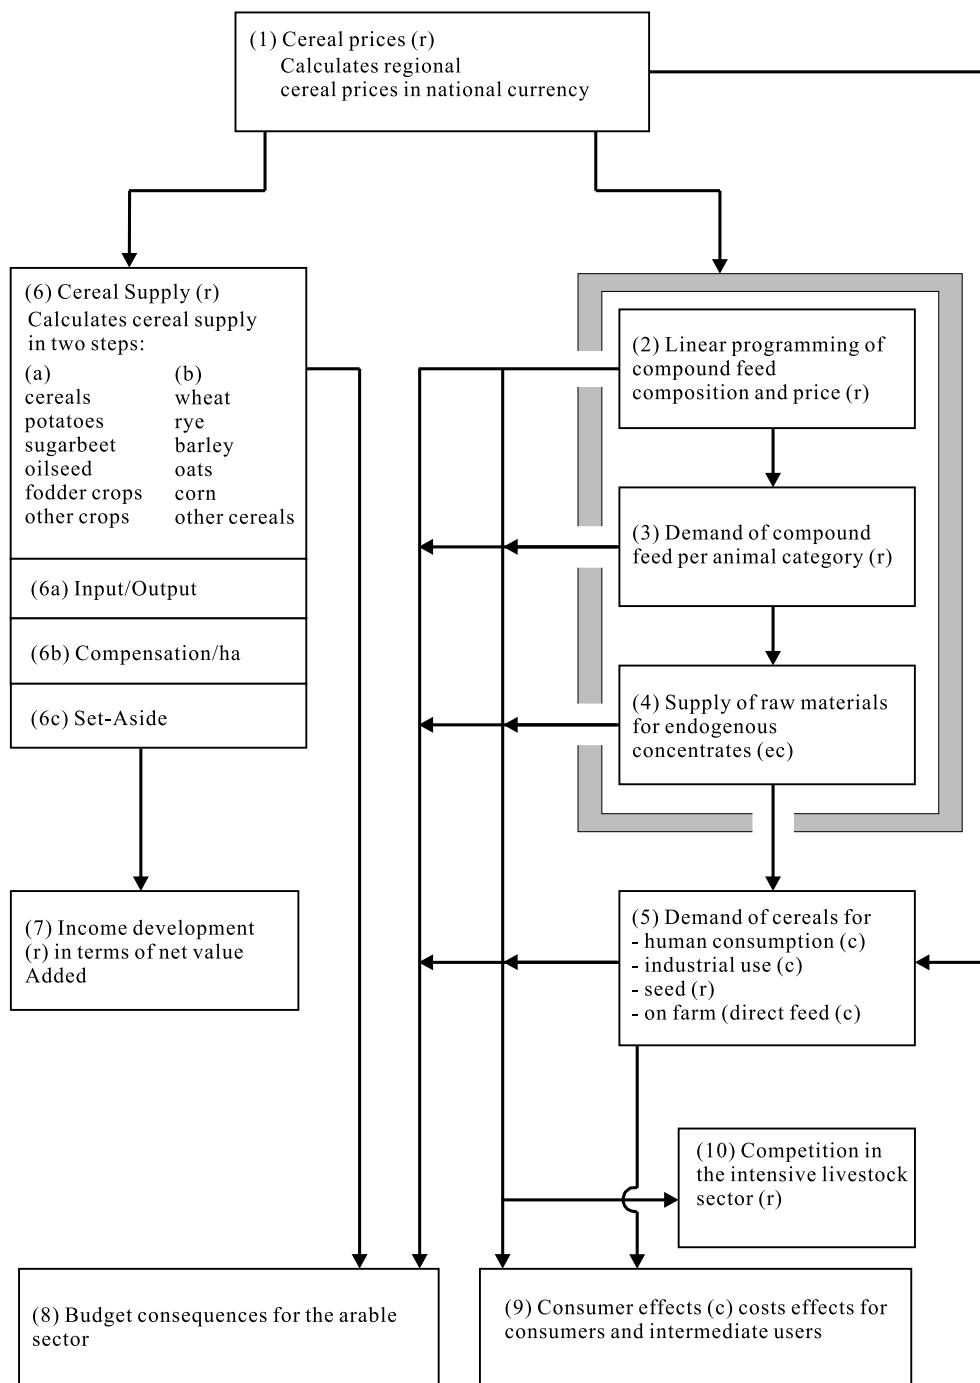 (1) Cereal prices (r)
Calculates regional
cereal prices in national currency
(6) Cereal Supply (r)
Calculates cereal supply
in two steps:
(a) (b)
cereals wheat
potatoes rye
sugarbeet barley
oilseed oats
fodder crops corn
other crops other cereals
(6a) Input/Output
(6b) Compensation/ha
(6c) Set-Aside
(2) Linear programming of
compound feed
composition and price (r)
(3) Demand of compound
feed per animal category (r)
(4) Supply of raw materials
for endogenous
concentrates (ec)
(7) Income development
(r) in terms of net value
Added
(5) Demand of cereals for
- human consumption (c)
- industrial use (c)
- seed (r)
- on farm (direct feed (c)
(10) Competition in
the intensive livestock
sector (r)
(8) Budget consequences for the arable
sector
(9) Consumer effects (c) costs effects for
consumers and intermediate users